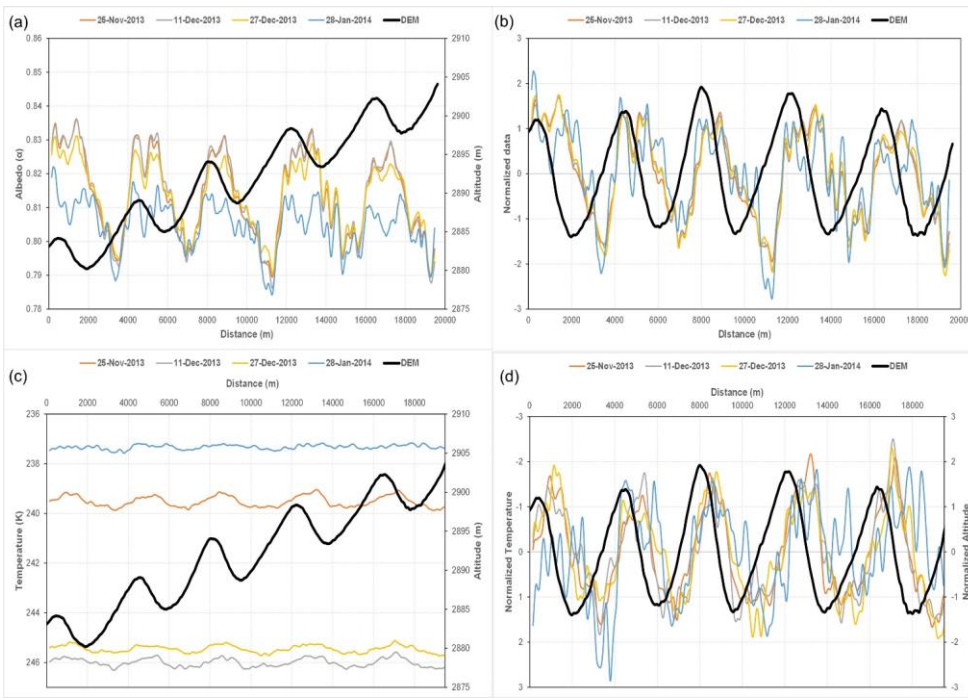 (a)
25-Nov-2013 11-Dec-2013 27-Dec-2013 28-Jan-2014 DEM
0.86 2910
0.85 2905
0.84 2900
0.83 2895
0.82 2890
0.81 2885
0.80 2880
0.79 2875
0.78
Albedo (α)
Altitude (m)
0 2000 4000 6000 8000 10000 12000 14000 16000 18000 20000
Distance (m)
(b)
25-Nov-2013 11-Dec-2013 27-Dec-2013 28-Jan-2014 DEM
3
2
1
0
-1
-2
-3
Normalized data
0 2000 4000 6000 8000 10000 12000 14000 16000 18000 20000
Distance (m)
(c)
25-Nov-2013 11-Dec-2013 27-Dec-2013 28-Jan-2014 DEM
Distance (m)
0 2000 4000 6000 8000 10000 12000 14000 16000 18000
236 2910
238 2905
240 2900
242 2895
244 2890
246 2885
2880
2875
Temperature (K)
Altitude (m)
(d)
25-Nov-2013 11-Dec-2013 27-Dec-2013 28-Jan-2014 DEM
Distance (m)
0 2000 4000 6000 8000 10000 12000 14000 16000 18000
-3 3
-2 2
-1 1
0 0
1 -1
2 -2
3 -3
Normalized Temperature
Normalized Altitude